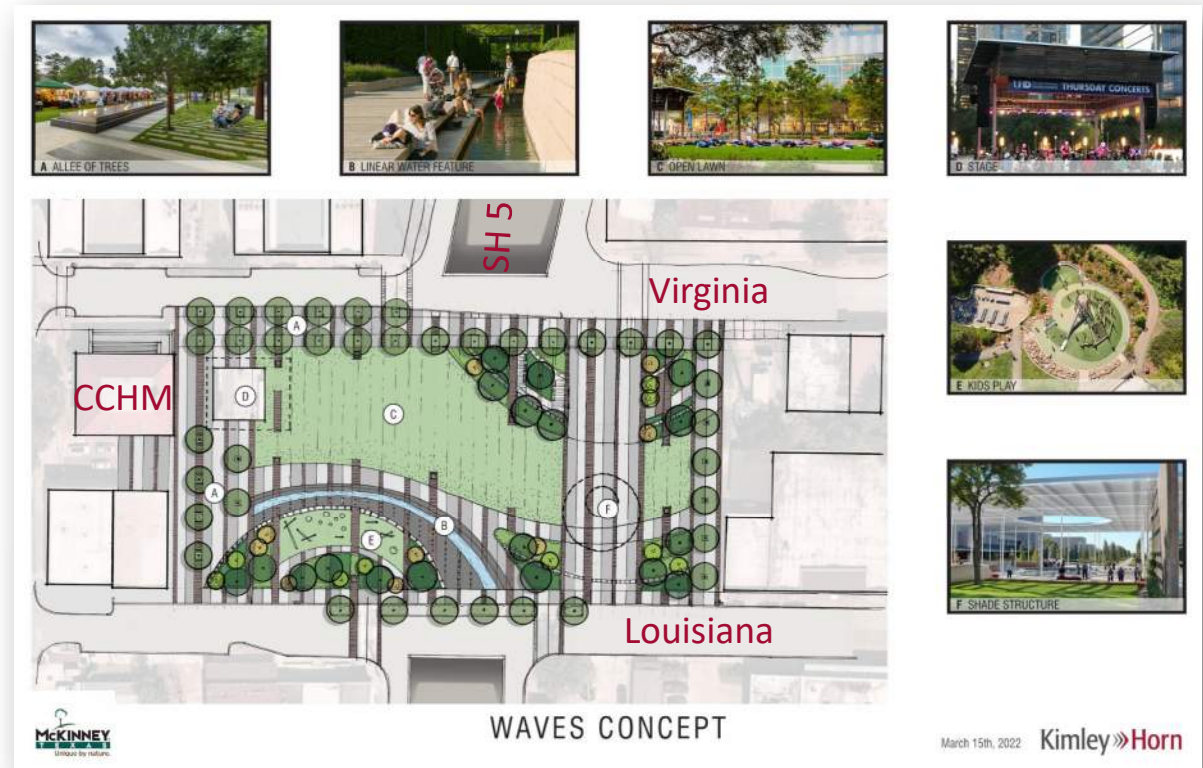 A ALLEE OF TREES
B LINEAR WATER FEATURE
C OPEN LAWN
THURSDAY CONCERTS
D STAGE
SH 5
Virginia
A
CCHM
D
C
E KIDS PLAY
A
B
F
E
F SHADE STRUCTURE
Louisiana
McKINNEY
TEXAS
Unique by nature.
WAVES CONCEPT
March 15th, 2022
Kimley»Horn